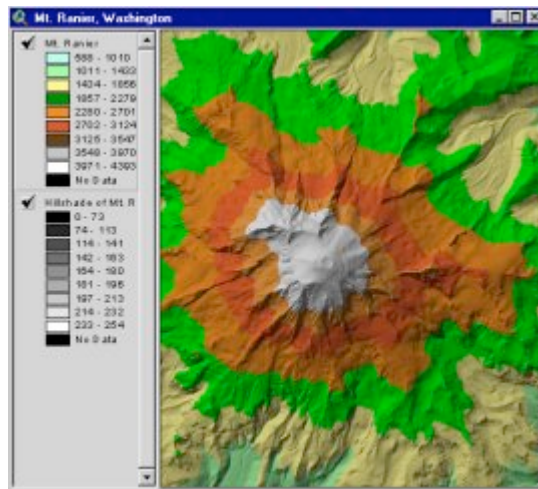 Mt. Ranier, Washington
Mt. Ranier
588 - 1010
1011 - 1433
1434 - 1856
1857 - 2279
2280 - 2701
2702 - 3124
3125 - 3547
3548 - 3970
3971 - 4393
No Data
Hillshade of Mt. R
0 - 73
74 - 113
114 - 141
142 - 163
164 - 180
181 - 196
197 - 213
214 - 232
233 - 254
No Data